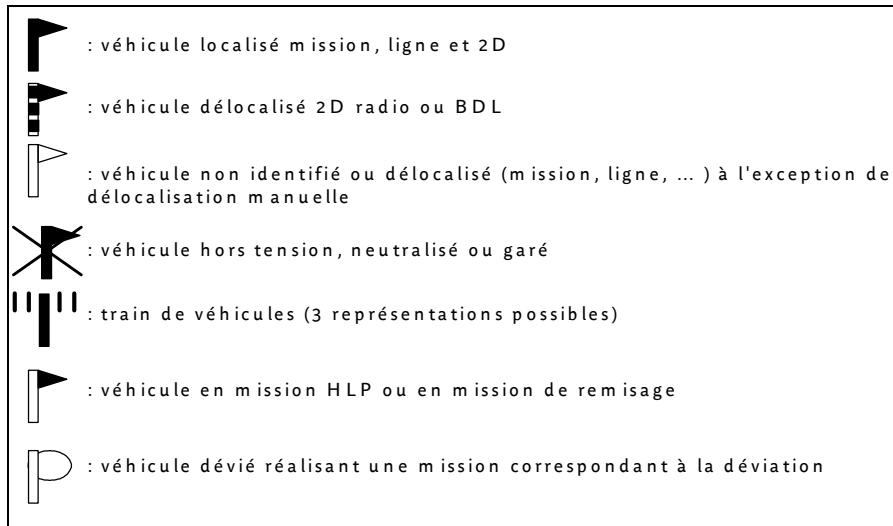 : véhicule localisé mission, ligne et 2D
: véhicule délocalisé 2D radio ou BDL
: véhicule non identifié ou délocalisé (mission, ligne, ... ) à l'exception de
délocalisation manuelle
: véhicule hors tension, neutralisé ou garé
: train de véhicules (3 représentations possibles)
: véhicule en mission HLP ou en mission de remisage
: véhicule dévié réalisant une mission correspondant à la déviation